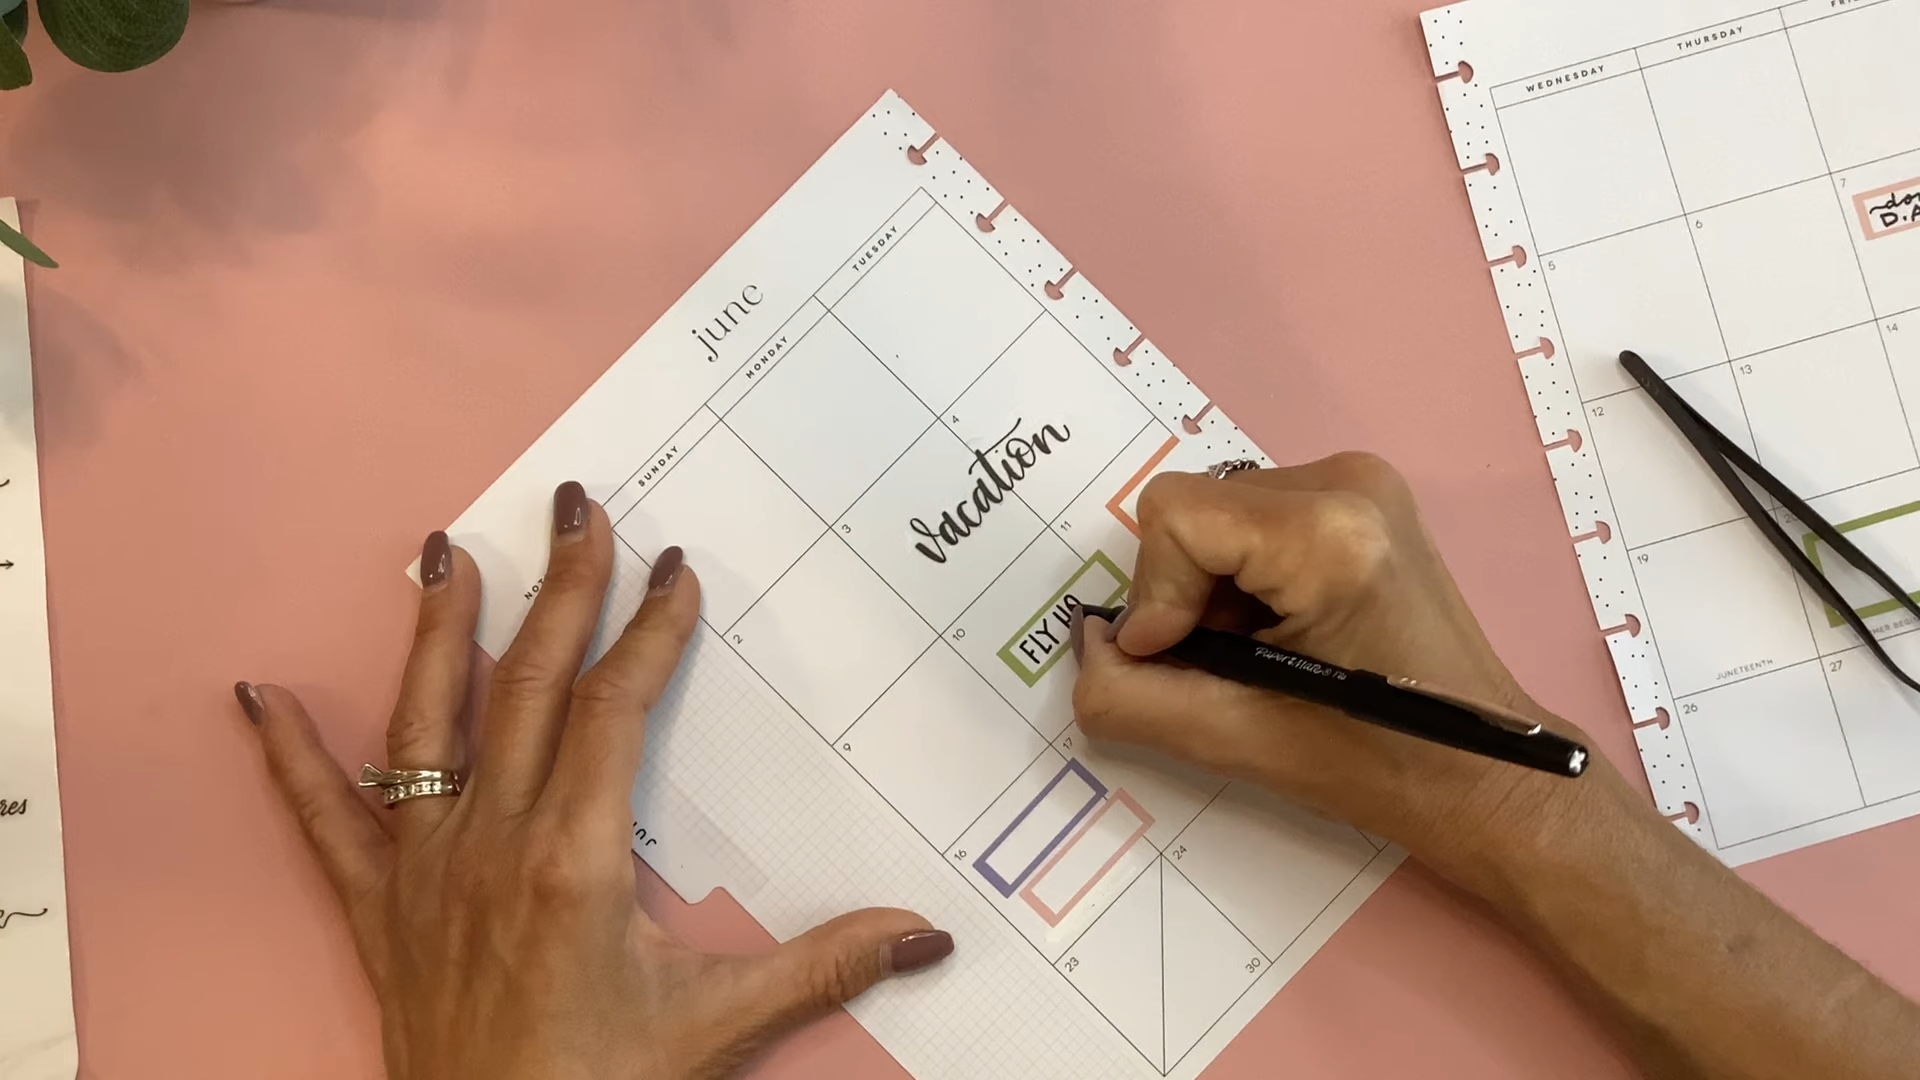 june
SUNDAY
MONDAY
TUESDAY
2
3
4
vacation
9
10
11
FLY HO
16
17
23
24
30
WEDNESDAY
THURSDAY
5
6
7
12
13
14
19
20
JUNETEENTH
26
27
D.A
Paper Mate